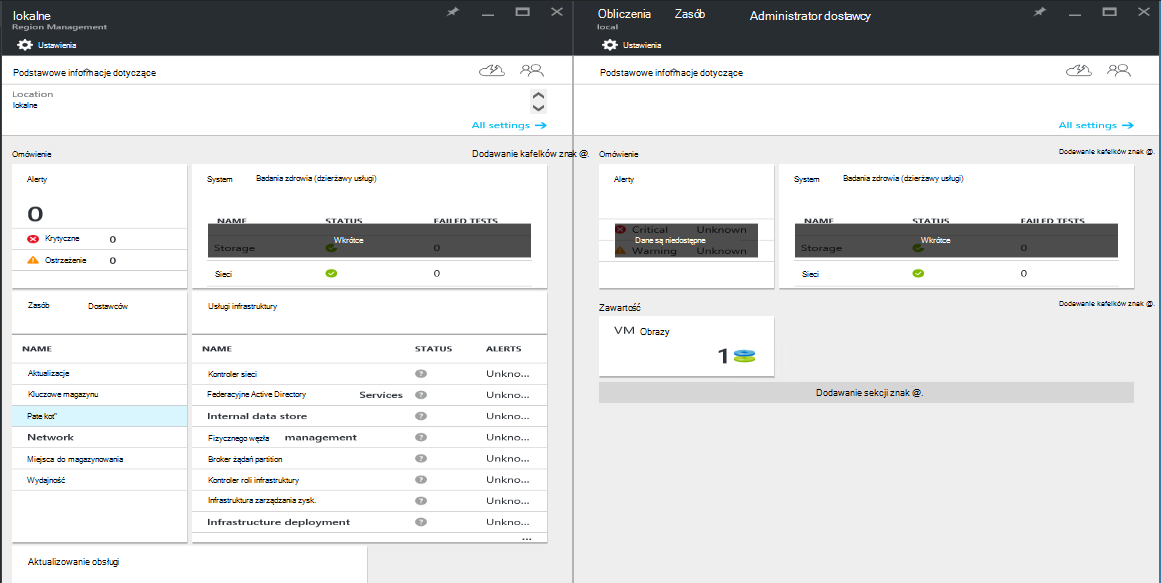 lokalne
Region Management
Ustawienia
Podstawowe infofhacje dotyczące
Location
lokalne
All settings →
Omówienie
Dodawanie kafelków znak @.
Alerty
0
Krytyczne 0
Ostrzeżenie 0
System Badania zdrowia (dzierżawy usługi)
NAME STATUS FAILED TESTS
Wkrótce
Storage 0
Sieci 0
Zasób Dostawców
NAME
Aktualizacje
Kluczowe magazynu
Pate kot"
Network
Miejsca do magazynowania
Wydajność
Usługi infrastruktury
NAME STATUS ALERTS
Kontroler sieci ? Unkno...
Federacyjne Active Directory Services ? Unkno...
Internal data store ? Unkno...
Fizycznego węzła management ? Unkno...
Broker żądań partition ? Unkno...
Kontroler roli infrastruktury ? Unkno...
Infrastruktura zarządzania zysk. ? Unkno...
Infrastructure deployment ? Unkno...
...
Aktualizowanie obsługi
Obliczenia Zasób Administrator dostawcy
local
Ustawienia
Podstawowe infofhacje dotyczące
All settings →
Omówienie
Dodawanie kafelków znak @.
Alerty
Critical Unknown
Dane są niedostępne
Warning Unknown
System Badania zdrowia (dzierżawy usługi)
NAME STATUS FAILED TESTS
Wkrótce
Storage 0
Sieci 0
Zawartość
Dodawanie kafelków znak @.
VM Obrazy
1
Dodawanie sekcji znak @.